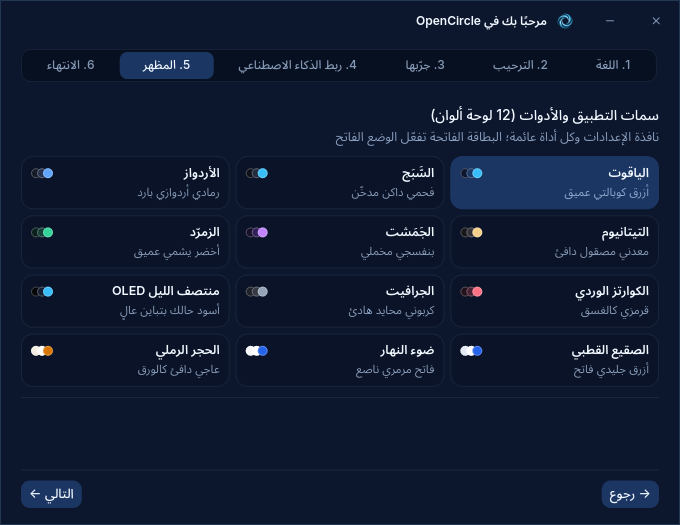 مرحبًا بك في OpenCircle
1. اللغة
2. الترحيب
3. جرّبها
4. ربط الذكاء الاصطناعي
5. المظهر
6. الانتهاء
سمات التطبيق والأدوات (12 لوحة ألوان)
نافذة الإعدادات وكل أداة عائمة؛ البطاقة الفاتحة تفعّل الوضع الفاتح
الياقوت
أزرق كوبالتي عميق
الشَبَج
فحمي داكن مدخّن
الأردواز
رمادي أردوازي بارد
التيتانيوم
معدني مصقول دافئ
الجَمَشت
بنفسجي مخملي
الزمرّد
أخضر يشمي عميق
الكوارتز الوردي
قرمزي كالغسق
الجرافيت
كربوني محايد هادئ
منتصف الليل OLED
أسود حالك بتباين عالٍ
الصقيع القطبي
أزرق جليدي فاتح
ضوء النهار
فاتح مرمري ناصع
الحجر الرملي
عاجي دافئ كالورق
→ رجوع
التالي ←